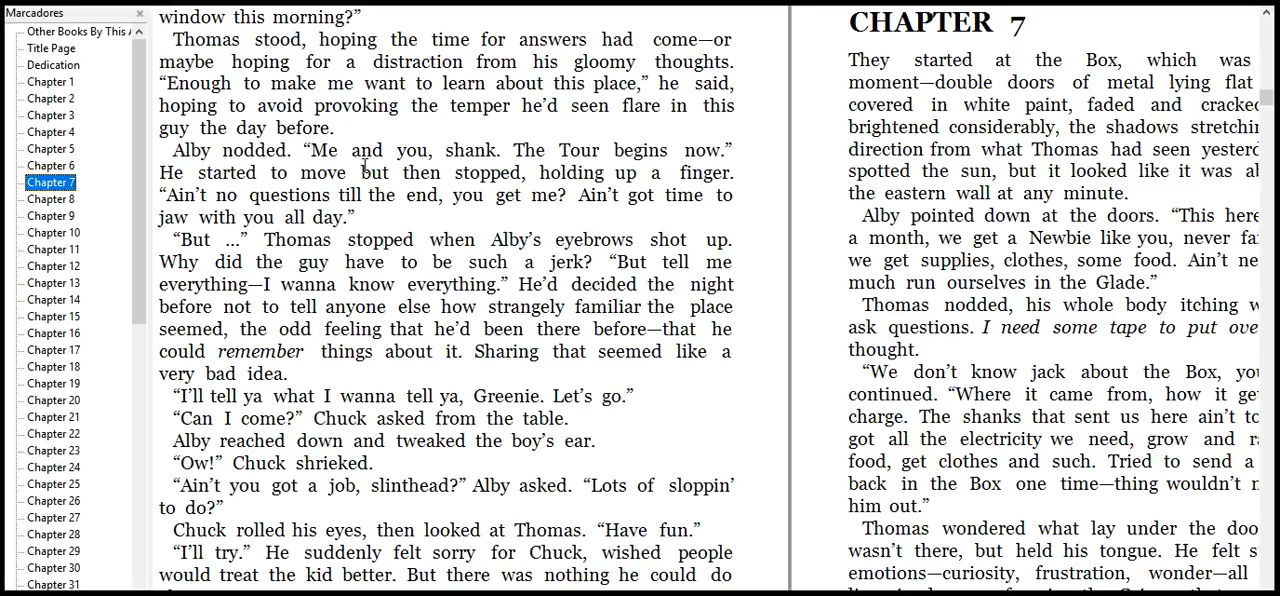 Marcadores
Other Books By This A
Title Page
Dedication
Chapter 1
Chapter 2
Chapter 3
Chapter 4
Chapter 5
Chapter 6
Chapter 7
Chapter 8
Chapter 9
Chapter 10
Chapter 11
Chapter 12
Chapter 13
Chapter 14
Chapter 15
Chapter 16
Chapter 17
Chapter 18
Chapter 19
Chapter 20
Chapter 21
Chapter 22
Chapter 23
Chapter 24
Chapter 25
Chapter 26
Chapter 27
Chapter 28
Chapter 29
Chapter 30
Chapter 31
window this morning?”
Thomas stood, hoping the time for answers had come—or
maybe hoping for a distraction from his gloomy thoughts.
“Enough to make me want to learn about this place,” he said,
hoping to avoid provoking the temper he’d seen flare in this
guy the day before.
Alby nodded. “Me and you, shank. The Tour begins now.”
He started to move but then stopped, holding up a finger.
“Ain’t no questions till the end, you get me? Ain’t got time to
jaw with you all day.”
“But ...” Thomas stopped when Alby’s eyebrows shot up.
Why did the guy have to be such a jerk? “But tell me
everything—I wanna know everything.” He’d decided the night
before not to tell anyone else how strangely familiar the place
seemed, the odd feeling that he’d been there before—that he
could remember things about it. Sharing that seemed like a
very bad idea.
“I’ll tell ya what I wanna tell ya, Greenie. Let’s go.”
“Can I come?” Chuck asked from the table.
Alby reached down and tweaked the boy’s ear.
“Ow!” Chuck shrieked.
“Ain’t you got a job, slinthead?” Alby asked. “Lots of sloppin’
to do?”
Chuck rolled his eyes, then looked at Thomas. “Have fun.”
“I’ll try.” He suddenly felt sorry for Chuck, wished people
would treat the kid better. But there was nothing he could do
CHAPTER 7
They started at the Box, which was
moment—double doors of metal lying flat
covered in white paint, faded and cracked
brightened considerably, the shadows stretchin
direction from what Thomas had seen yesterd
spotted the sun, but it looked like it was ab
the eastern wall at any minute.
Alby pointed down at the doors. “This here
a month, we get a Newbie like you, never fai
we get supplies, clothes, some food. Ain’t ne
much run ourselves in the Glade.”
Thomas nodded, his whole body itching w
ask questions. I need some tape to put ove
thought.
“We don’t know jack about the Box, you
continued. “Where it came from, how it ge
charge. The shanks that sent us here ain’t to
got all the electricity we need, grow and ra
food, get clothes and such. Tried to send a
back in the Box one time—thing wouldn’t m
him out.”
Thomas wondered what lay under the doo
wasn’t there, but held his tongue. He felt s
emotions—curiosity, frustration, wonder—all